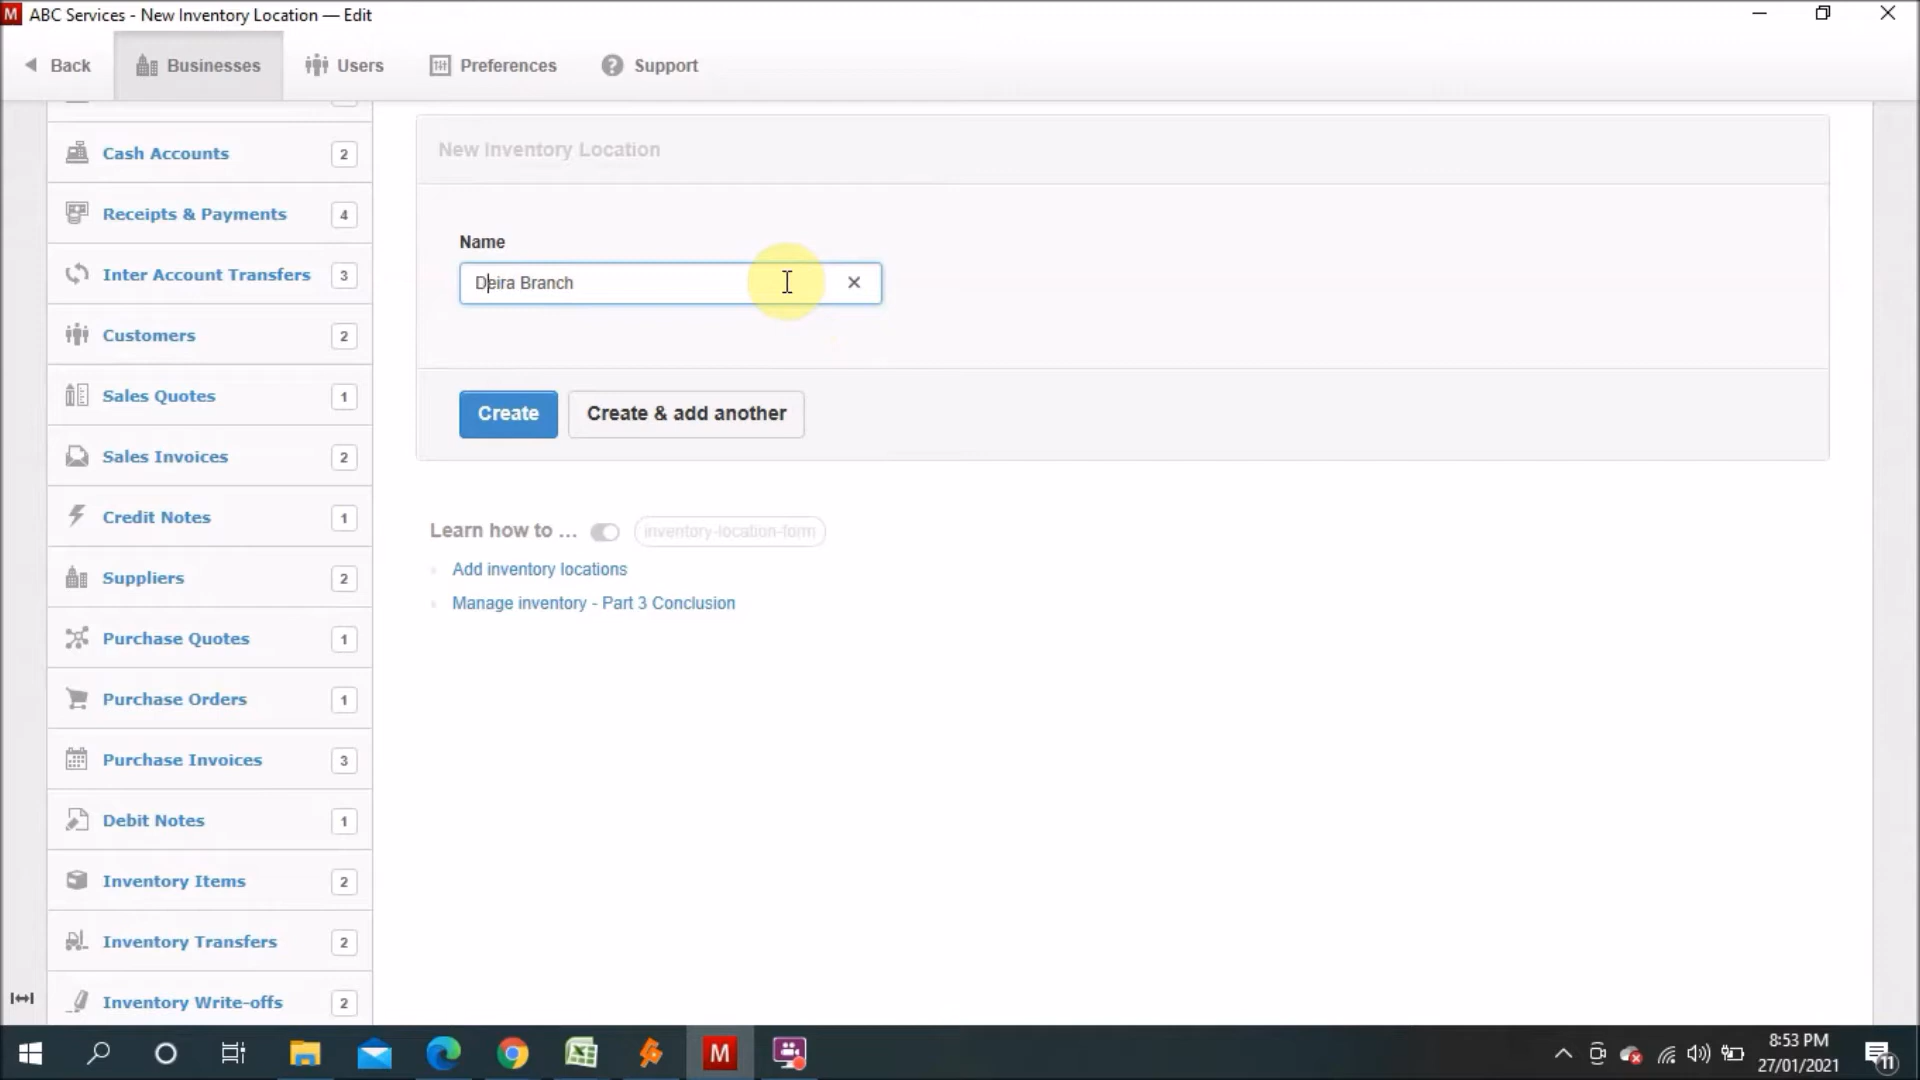 M ABC Services - New Inventory Location — Edit
Back
Businesses
Users
Preferences
Support
Cash Accounts 2
Receipts & Payments 4
Inter Account Transfers 3
Customers 2
Sales Quotes 1
Sales Invoices 2
Credit Notes 1
Suppliers 2
Purchase Quotes 1
Purchase Orders 1
Purchase Invoices 3
Debit Notes 1
Inventory Items 2
Inventory Transfers 2
Inventory Write-offs 2
New Inventory Location
Name
Deira Branch
Create
Create & add another
Learn how to ... inventory-location-form
Add inventory locations
Manage inventory - Part 3 Conclusion
M
8:53 PM
27/01/2021
11